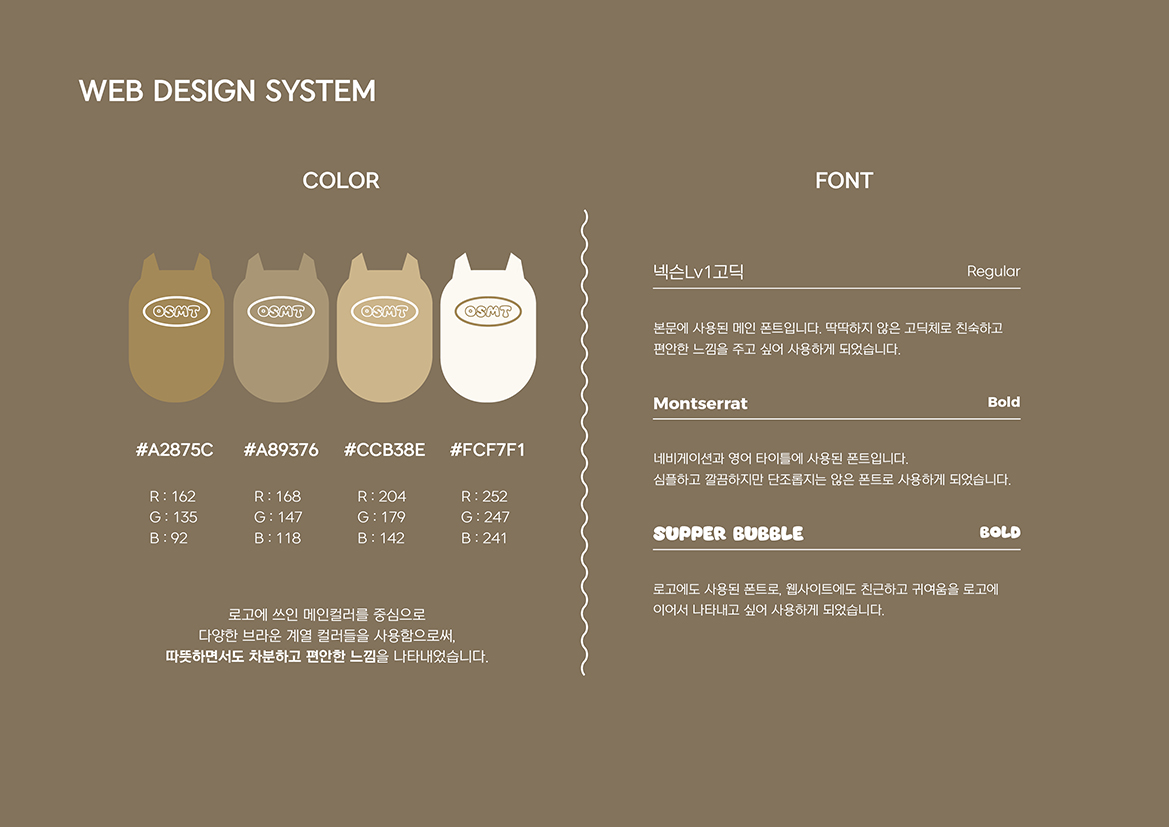 WEB DESIGN SYSTEM
COLOR
OSMT
OSMT
OSMT
OSMT
#A2875C
#A89376
#CCB38E
#FCF7F1
R : 162
G : 135
B : 92
R : 168
G : 147
B : 118
R : 204
G : 179
B : 142
R : 252
G : 247
B : 241
로고에 쓰인 메인컬러를 중심으로
다양한 브라운 계열 컬러들을 사용함으로써,
따뜻하면서도 차분하고 편안한 느낌을 나타내었습니다.
FONT
넥슨Lv1고딕 Regular
본문에 사용된 메인 폰트입니다. 딱딱하지 않은 고딕체로 친숙하고
편안한 느낌을 주고 싶어 사용하게 되었습니다.
Montserrat Bold
네비게이션과 영어 타이틀에 사용된 폰트입니다.
심플하고 깔끔하지만 단조롭지는 않은 폰트로 사용하게 되었습니다.
SUPPER BUBBLE BOLD
로고에도 사용된 폰트로, 웹사이트에도 친근하고 귀여움을 로고에
이어서 나타내고 싶어 사용하게 되었습니다.